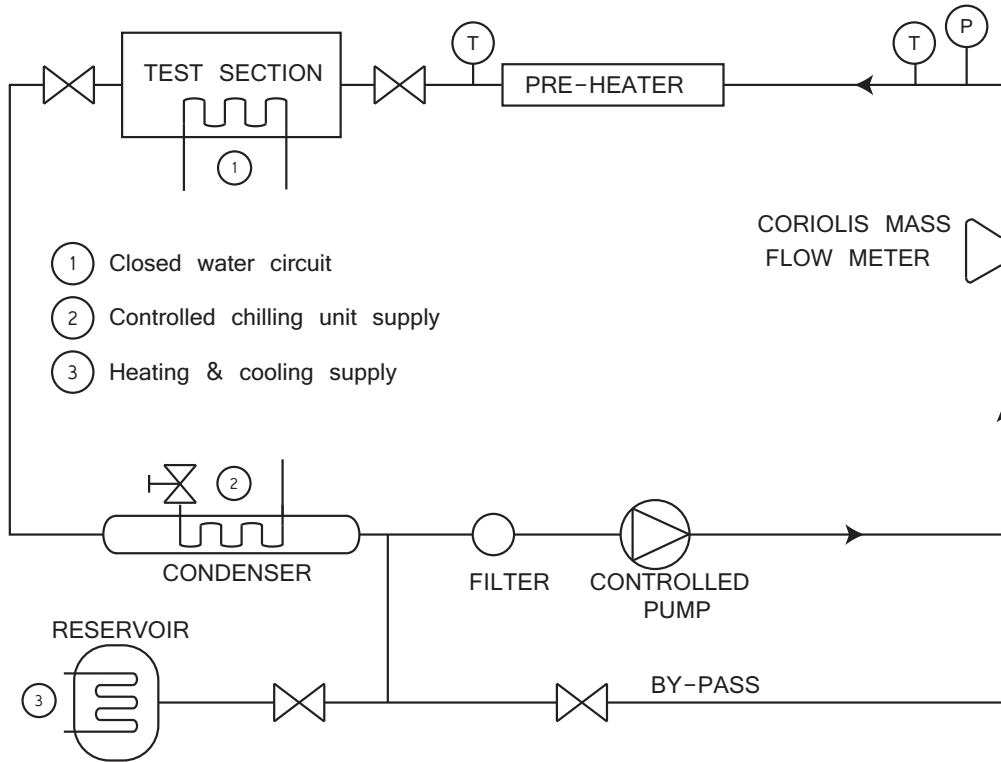 T
T
P
TEST SECTION
PRE-HEATER
1
CORIOLIS MASS
FLOW METER
1 Closed water circuit
2 Controlled chilling unit supply
3 Heating & cooling supply
2
CONDENSER
FILTER
CONTROLLED
PUMP
RESERVOIR
3
BY-PASS